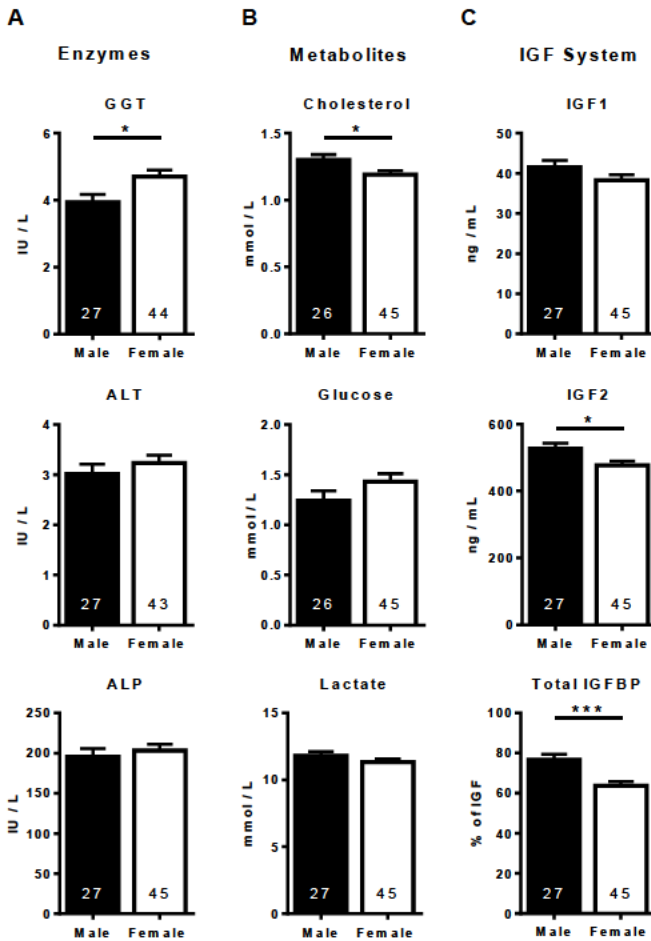 A B C
Enzymes Metabolites IGF System
GGT
*
6
4
2
0
IU / L
27 44
Male Female
Cholesterol
*
1.5
1.0
0.5
0.0
mmol / L
26 45
Male Female
IGF1
50
40
30
20
10
0
ng / mL
27 45
Male Female
ALT
4
3
2
1
0
IU / L
27 43
Male Female
Glucose
2.0
1.5
1.0
0.5
0.0
mmol / L
26 45
Male Female
IGF2
*
600
400
200
0
ng / mL
27 45
Male Female
ALP
250
200
150
100
50
0
IU / L
27 45
Male Female
Lactate
15
10
5
0
mmol / L
27 45
Male Female
Total IGFBP
***
100
80
60
40
20
0
% of IGF
27 45
Male Female